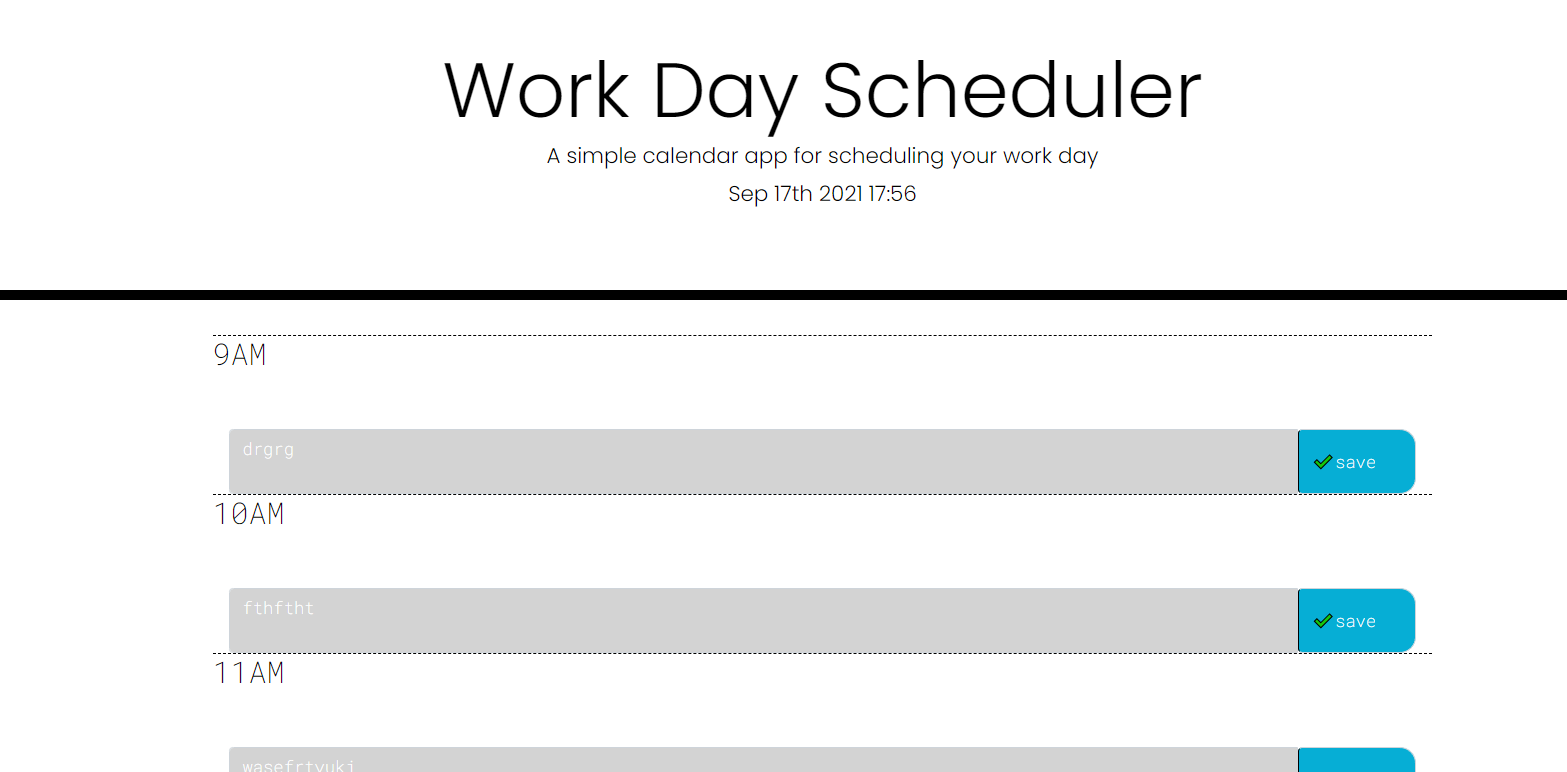 Work Day Scheduler
A simple calendar app for scheduling your work day
Sep 17th 2021 17:56
9AM
drgrg
save
10AM
fthftht
save
11AM
wasefrtyukj